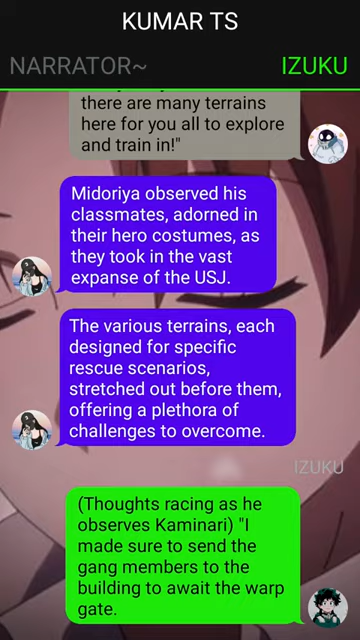 KUMAR TS
NARRATOR~
IZUKU
there are many terrains
here for you all to explore
and train in!"
Midoriya observed his
classmates, adorned in
their hero costumes, as
they took in the vast
expanse of the USJ.
The various terrains, each
designed for specific
rescue scenarios,
stretched out before them,
offering a plethora of
challenges to overcome.
IZUKU
(Thoughts racing as he
observes Kaminari) "I
made sure to send the
gang members to the
building to await the warp
gate.